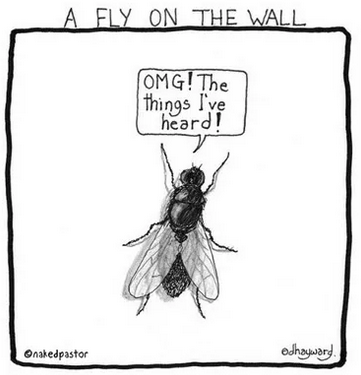 A FLY ON THE WALL
OMG! The
things I've
heard!
©nakedpastor
©dhayward.